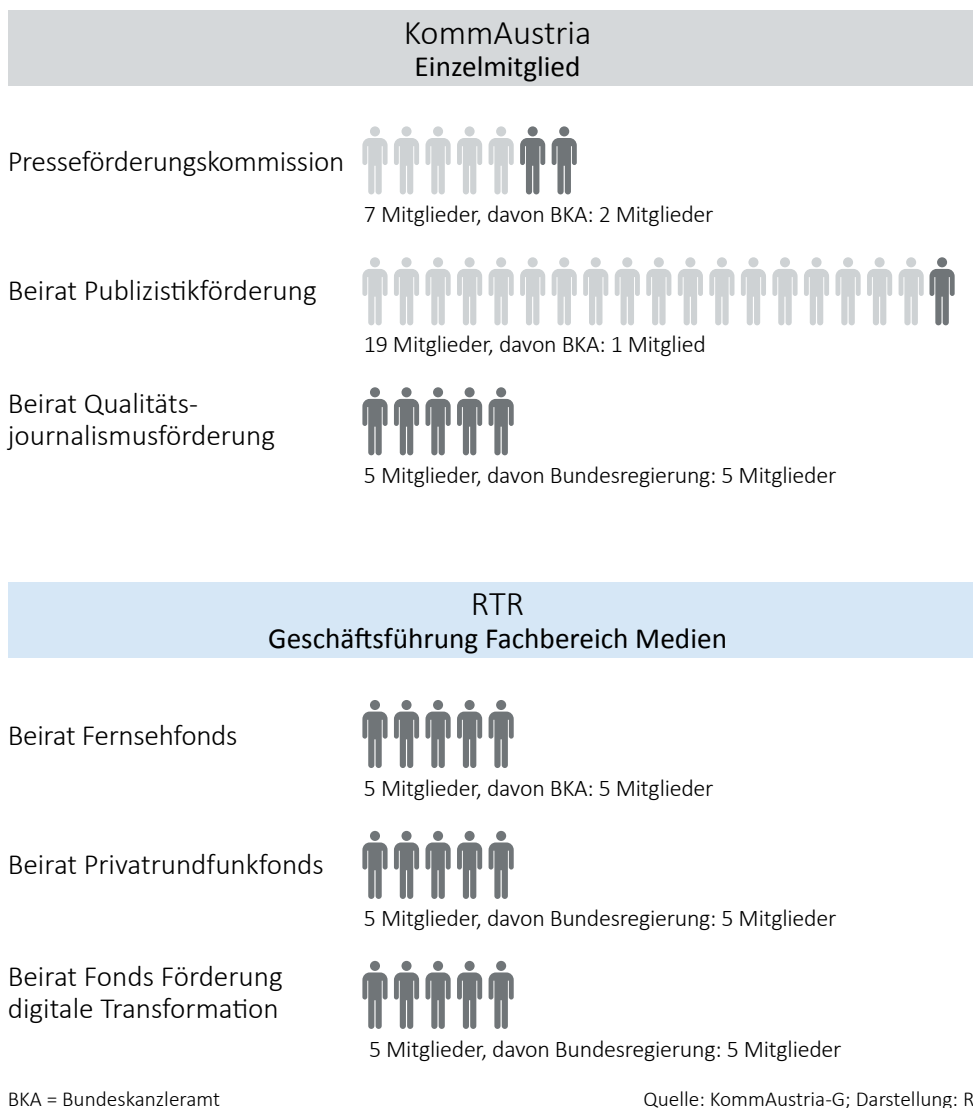 KommAustria
Einzelmitglied
Presseförderungskommission
7 Mitglieder, davon BKA: 2 Mitglieder
Beirat Publizistikförderung
19 Mitglieder, davon BKA: 1 Mitglied
Beirat Qualitäts-
journalismusförderung
5 Mitglieder, davon Bundesregierung: 5 Mitglieder
RTR
Geschäftsführung Fachbereich Medien
Beirat Fernsehfonds
5 Mitglieder, davon BKA: 5 Mitglieder
Beirat Privatrundfunkfonds
5 Mitglieder, davon Bundesregierung: 5 Mitglieder
Beirat Fonds Förderung
digitale Transformation
5 Mitglieder, davon Bundesregierung: 5 Mitglieder
BKA = Bundeskanzleramt
Quelle: KommAustria-G; Darstellung: R